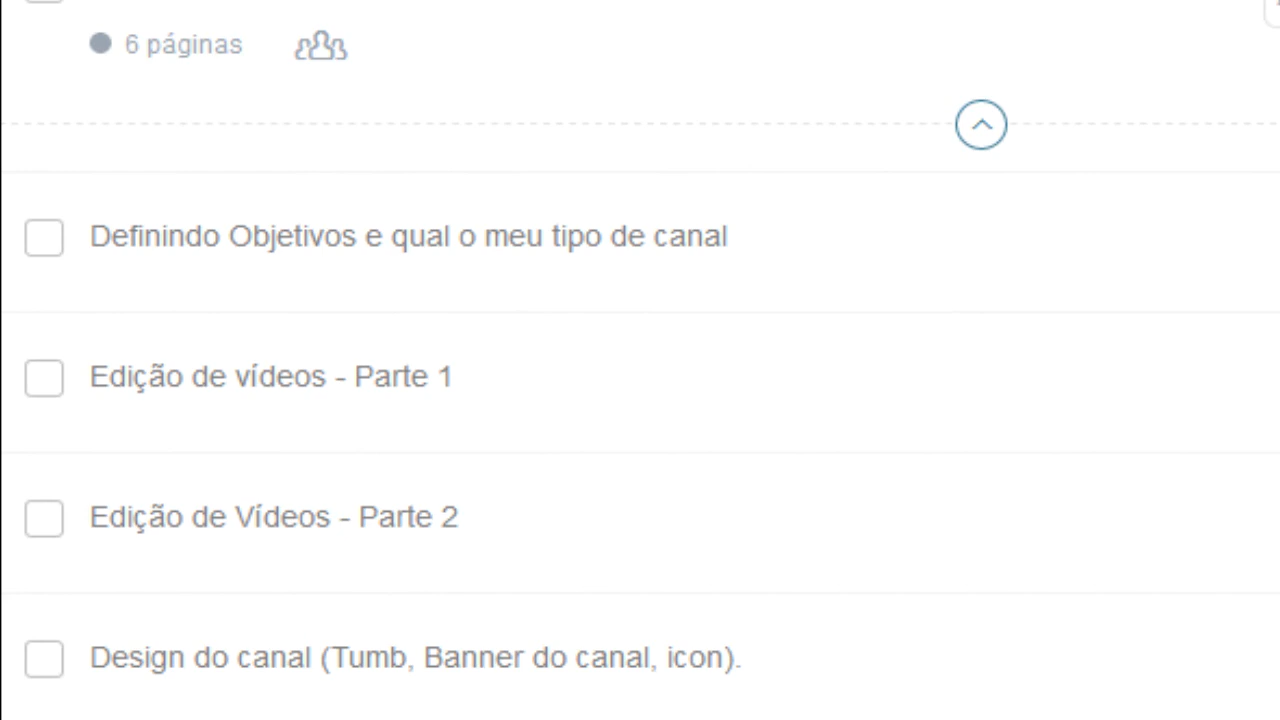 6 páginas
Definindo Objetivos e qual o meu tipo de canal
Edição de vídeos - Parte 1
Edição de Vídeos - Parte 2
Design do canal (Tumb, Banner do canal, icon).